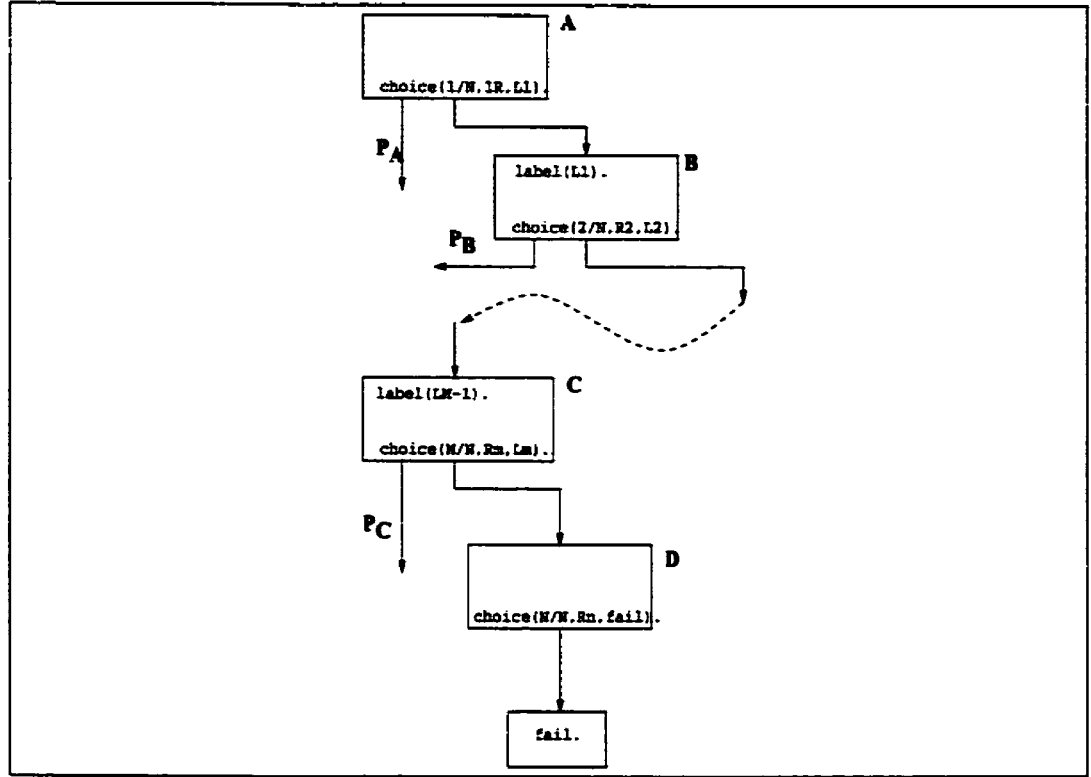 A
choice(1/N,1R,L1).
PA
B
label(L1).
choice(2/N,R2,L2).
PB
C
label(LM-1).
choice(M/N,Rm,Lm).
PC
D
choice(N/N,Rn,fail).
fail.